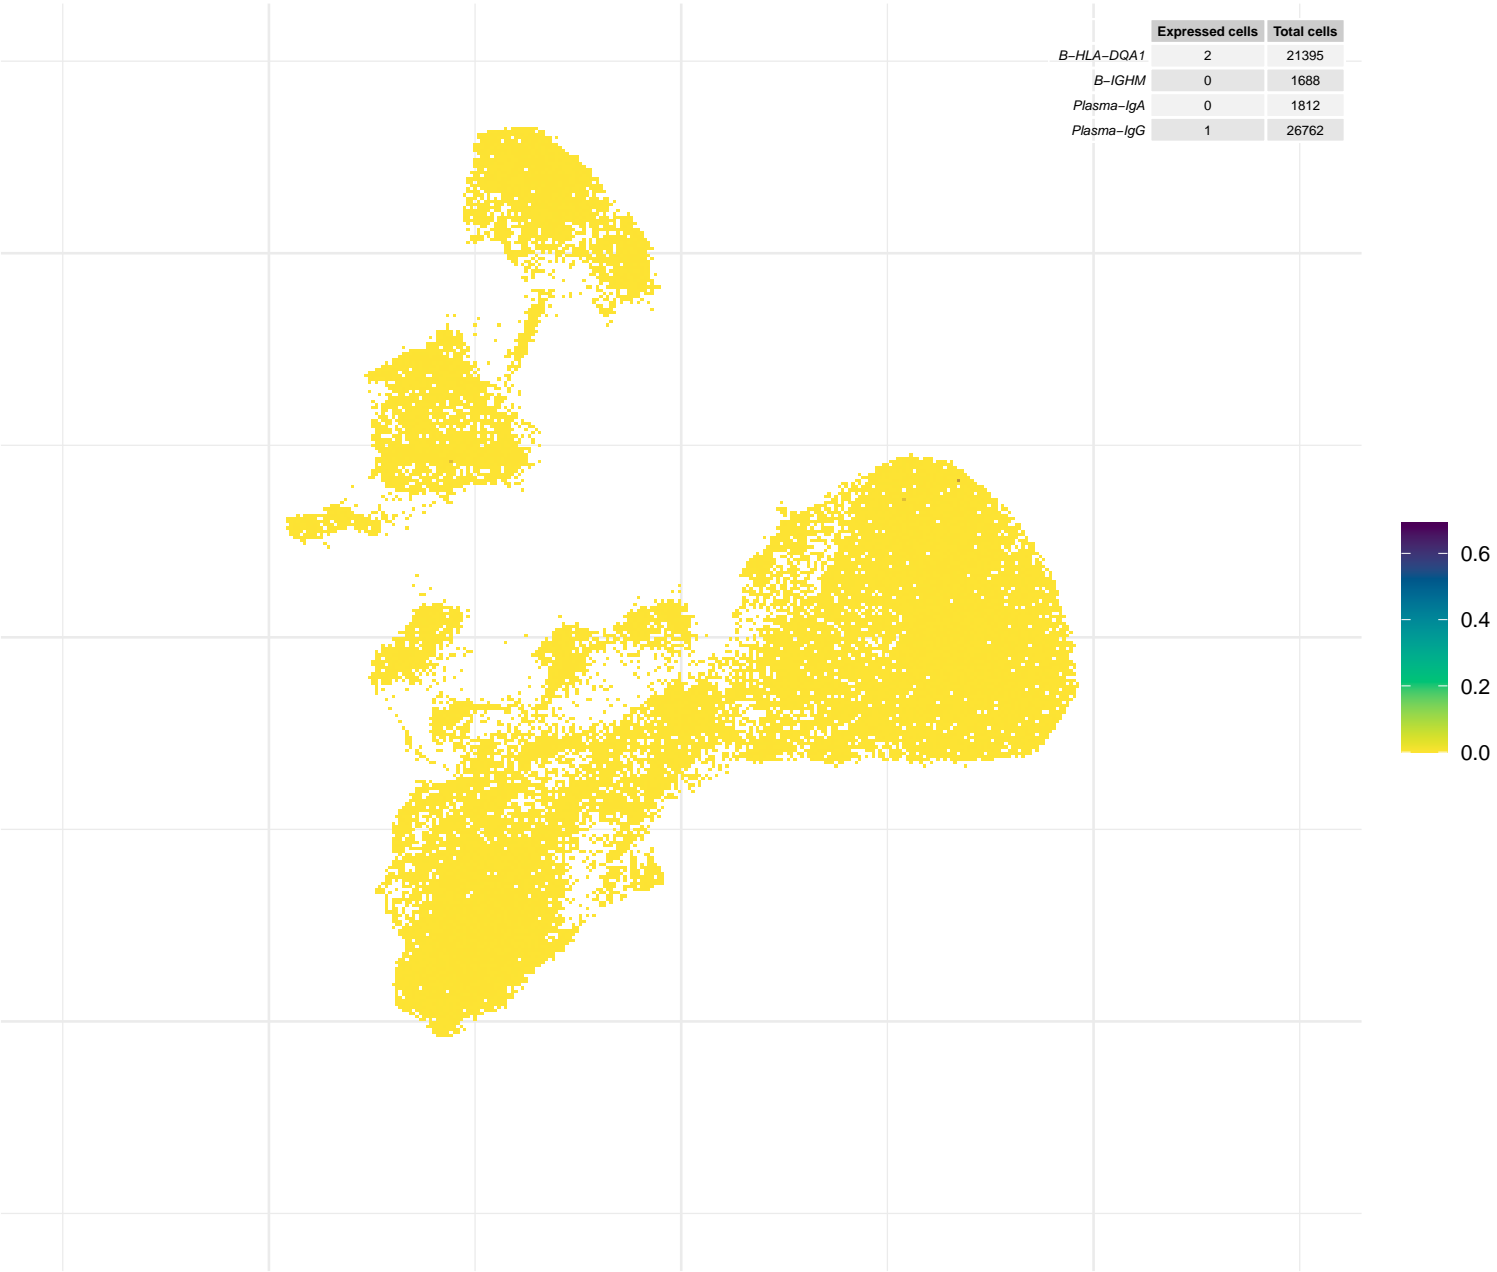 Expressed cells Total cells
B−HLA−DQA1 2 21395
B−IGHM 0 1688
Plasma−IgA 0 1812
Plasma−IgG 1 26762
0.6
0.4
0.2
0.0